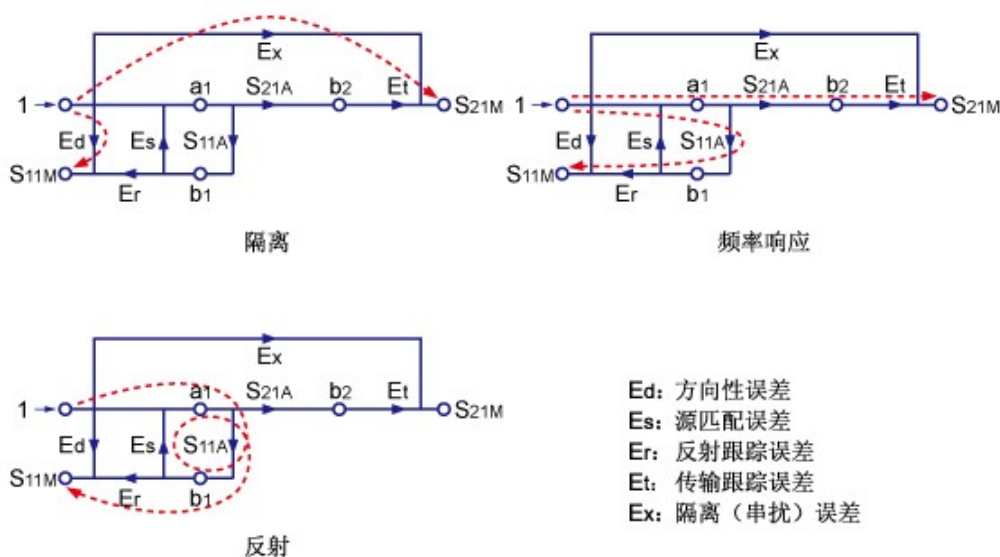 Ex
1
a1
S21A
b2
Et
S21M
Ed
Es
S11A
S11M
Er
b1
隔离
Ex
1
a1
S21A
b2
Et
S21M
Ed
Es
S11A
S11M
Er
b1
频率响应
Ex
1
a1
S21A
b2
Et
S21M
Ed
Es
S11A
S11M
Er
b1
反射
Ed: 方向性误差
Es: 源匹配误差
Er: 反射跟踪误差
Et: 传输跟踪误差
Ex: 隔离（串扰）误差